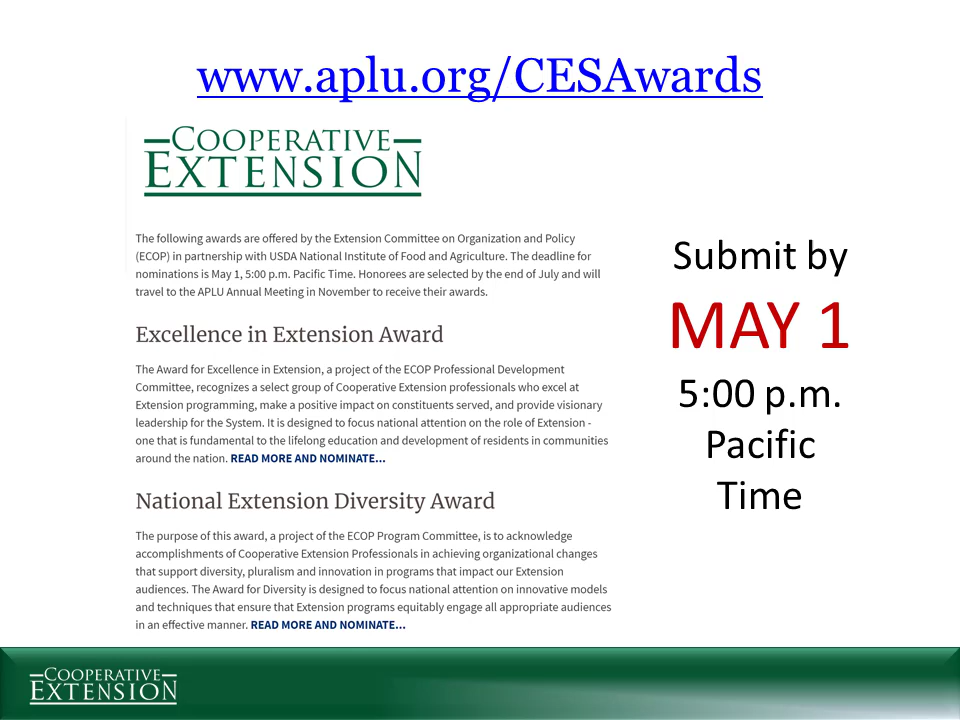 www.aplu.org/CESAwards
COOPERATIVE
EXTENSION
The following awards are offered by the Extension Committee on Organization and Policy
(ECOP) in partnership with USDA National Institute of Food and Agriculture. The deadline for
nominations is May 1, 5:00 p.m. Pacific Time. Honorees are selected by the end of July and will
travel to the APLU Annual Meeting in November to receive their awards.
Excellence in Extension Award
The Award for Excellence in Extension, a project of the ECOP Professional Development
Committee, recognizes a select group of Cooperative Extension professionals who excel at
Extension programming, make a positive impact on constituents served, and provide visionary
leadership for the System. It is designed to focus national attention on the role of Extension -
one that is fundamental to the lifelong education and development of residents in communities
around the nation. READ MORE AND NOMINATE...
National Extension Diversity Award
The purpose of this award, a project of the ECOP Program Committee, is to acknowledge
accomplishments of Cooperative Extension Professionals in achieving organizational changes
that support diversity, pluralism and innovation in programs that impact our Extension
audiences. The Award for Diversity is designed to focus national attention on innovative models
and techniques that ensure that Extension programs equitably engage all appropriate audiences
in an effective manner. READ MORE AND NOMINATE...
Submit by
MAY 1
5:00 p.m.
Pacific
Time
COOPERATIVE
EXTENSION